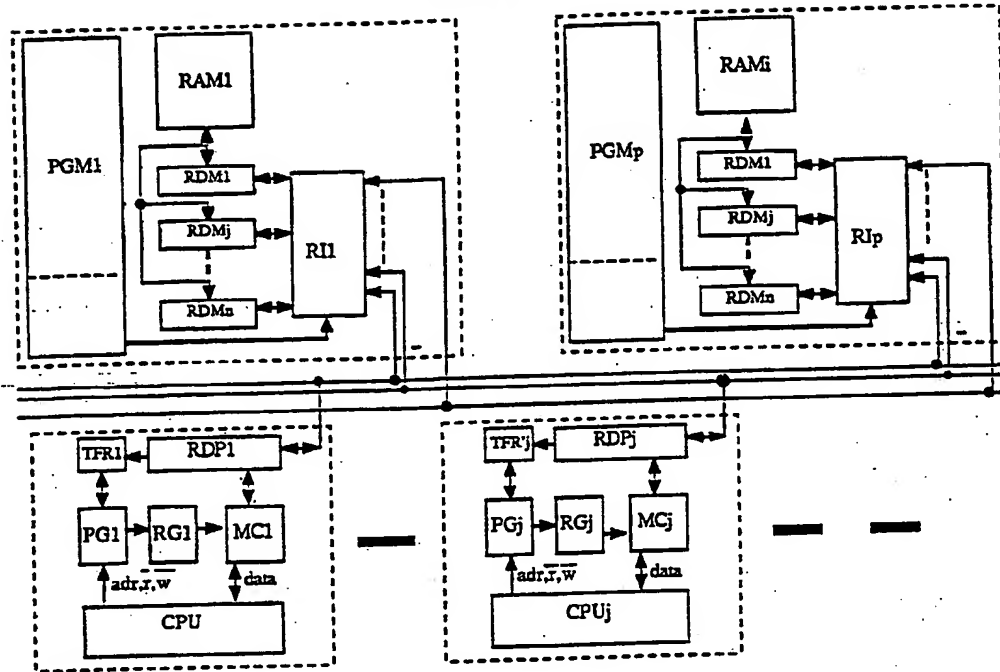 RAM1
PGM1
RDM1
RDMj
RI1
RDMn
RAMi
PGMp
RDM1
RDMj
RIp
RDMn
TFR1
RDP1
PG1
RG1
MC1
adr,r̅,w̅
data
CPU
TFR'j
RDPj
PGj
RGj
MCj
adr,r̅,w̅
data
CPUj